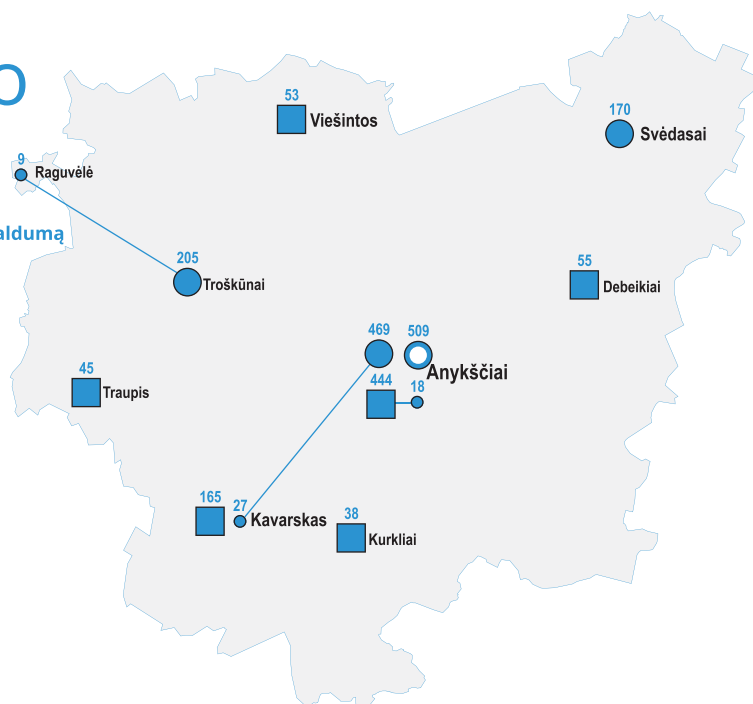 53
Viešintos
170
Svėdasai
9
Raguvėlė
aldumą
205
Troškūnai
55
Debeikiai
469
509
Anykščiai
444
18
45
Traupis
165
27
Kavarskas
38
Kurkliai